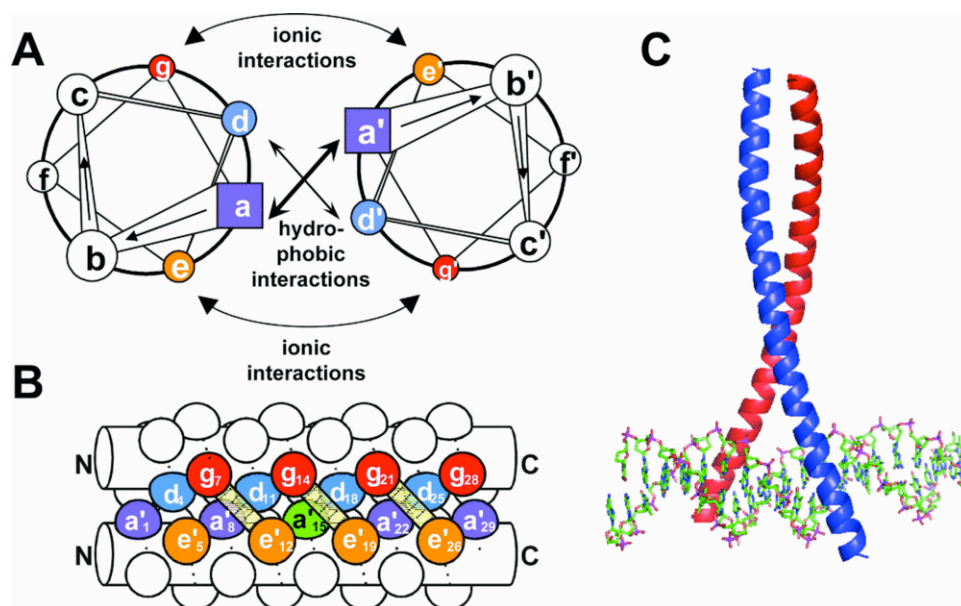 A
ionic
interactions
g
c
d
f
a
b
e
e'
b'
a'
f'
d'
c'
g'
hydro-
phobic
interactions
ionic
interactions
B
N
C
g7
g14
g21
g28
d4
d11
d18
d25
a'1
a'8
a'15
a'22
a'29
e'5
e'12
e'19
e'26
N
C
C